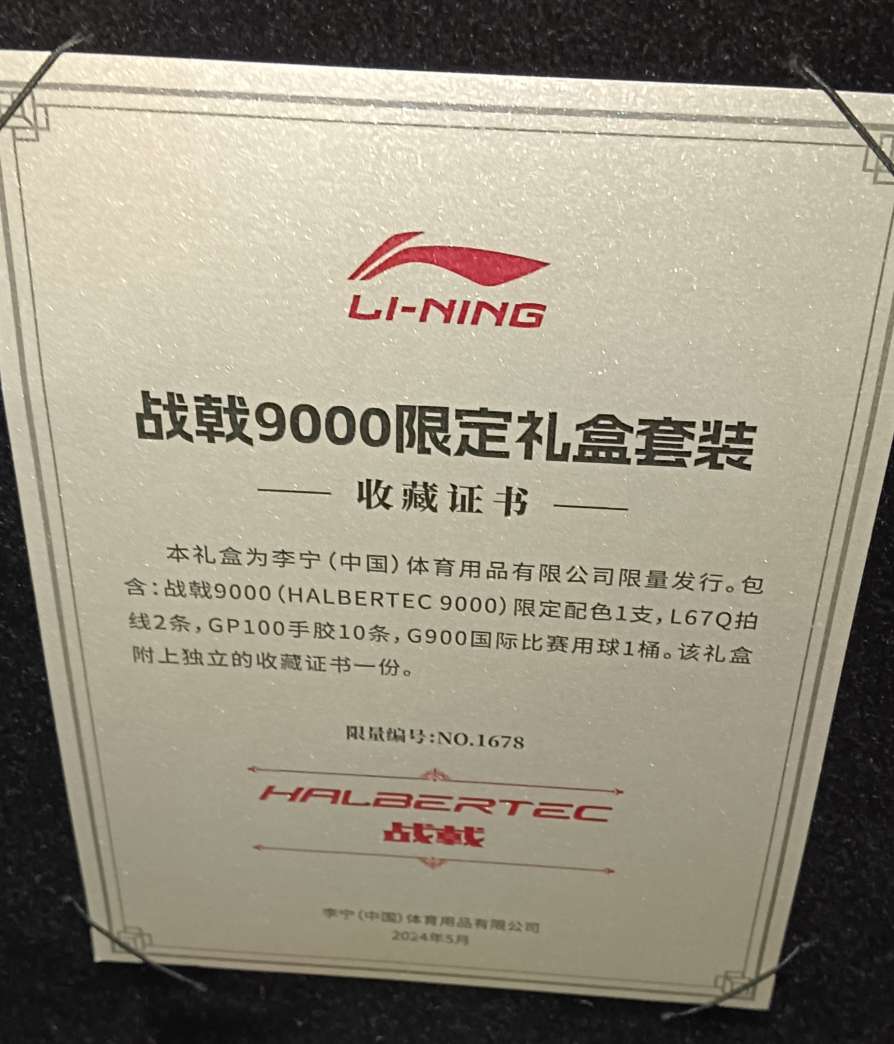 LI-NING
战戟9000限定礼盒套装
收藏证书
本礼盒为李宁(中国)体育用品有限公司限量发行。包
含:战戟9000(HALBERTEC 9000)限定配色1支,L67Q拍
线2条,GP100手胶10条,G900国际比赛用球1桶。该礼盒
附上独立的收藏证书一份。
限量编号:NO.1678
HALBERTEC
战戟
李宁(中国)体育用品有限公司
2024年5月